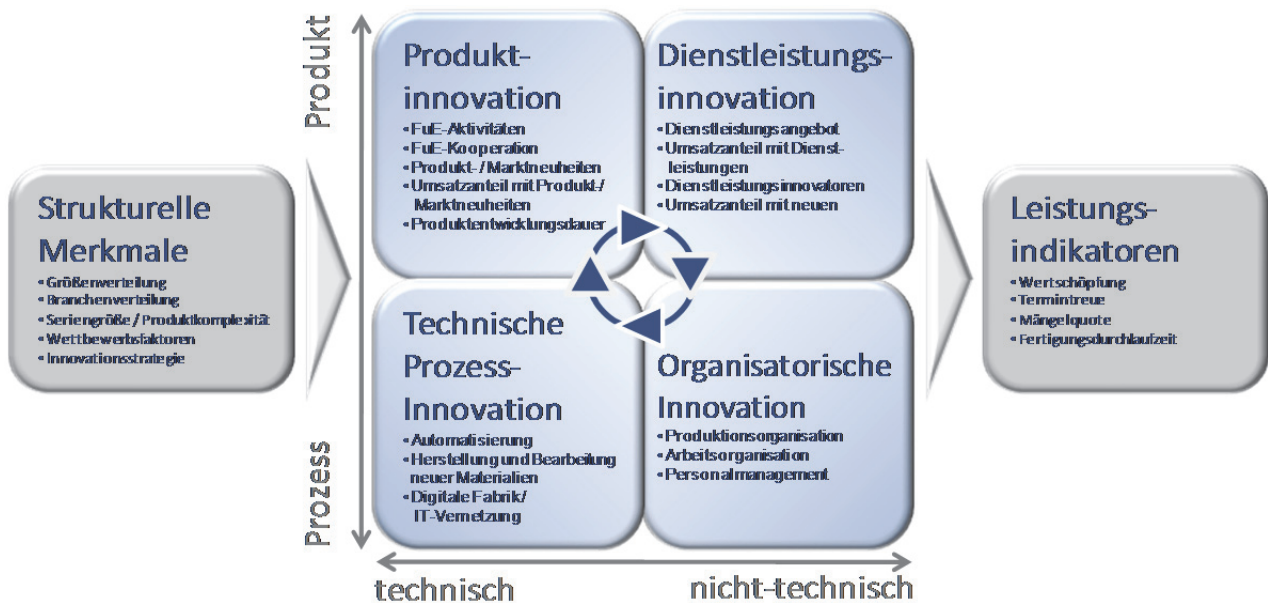 Strukturelle
Merkmale
• Größenverteilung
• Branchenverteilung
• Seriengröße / Produktkomplexität
• Wettbewerbsfaktoren
• Innovationsstrategie
Produkt
Prozess
Produkt-
innovation
• FuE-Aktivitäten
• FuE-Kooperation
• Produkt- / Marktneuheiten
• Umsatzanteil mit Produkt-/
Marktneuheiten
• Produktentwicklungsdauer
Dienstleistungs-
innovation
• Dienstleistungsangebot
• Umsatzanteil mit Dienst-
leistungen
• Dienstleistungsinnovatoren
• Umsatzanteil mit neuen
Technische
Prozess-
Innovation
• Automatisierung
• Herstellung und Bearbeitung
neuer Materialien
• Digitale Fabrik/
IT-Vernetzung
Organisatorische
Innovation
• Produktionsorganisation
• Arbeitsorganisation
• Personalmanagement
technisch
nicht-technisch
Leistungs-
indikatoren
• Wertschöpfung
• Termintreue
• Mängelquote
• Fertigungsdurchlaufzeit